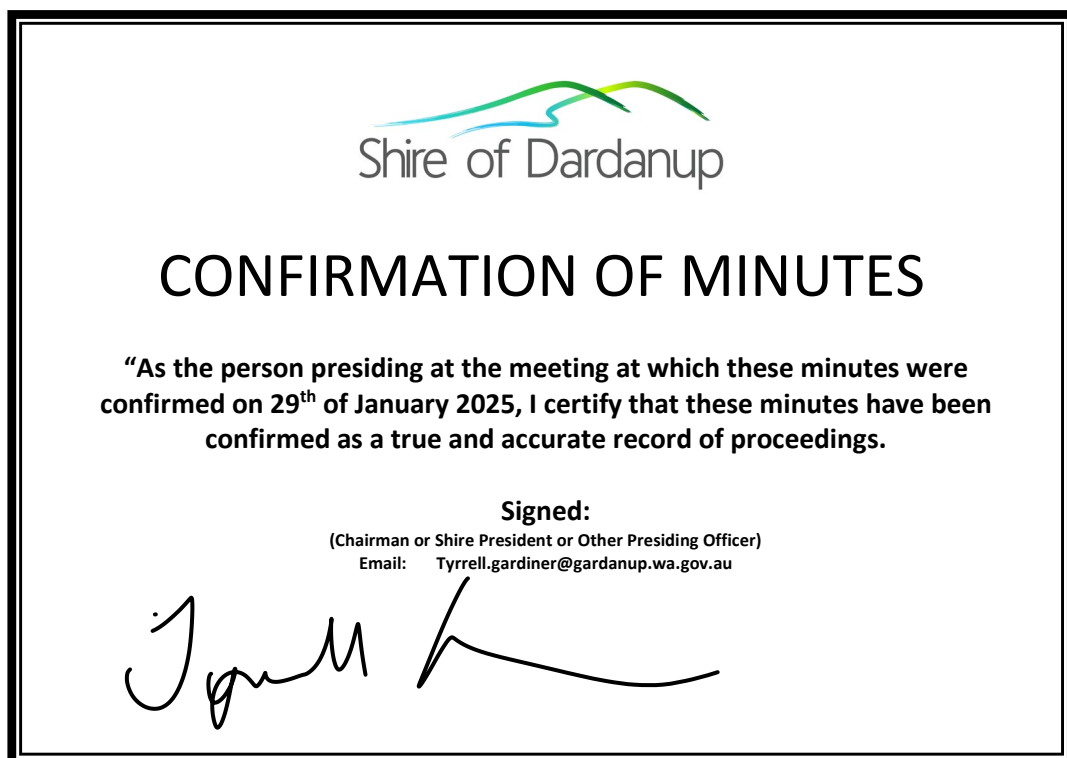 Shire of Dardanup
CONFIRMATION OF MINUTES
“As the person presiding at the meeting at which these minutes were
confirmed on 29th of January 2025, I certify that these minutes have been
confirmed as a true and accurate record of proceedings.
Signed:
(Chairman or Shire President or Other Presiding Officer)
Email: Tyrrell.gardiner@gardanup.wa.gov.au